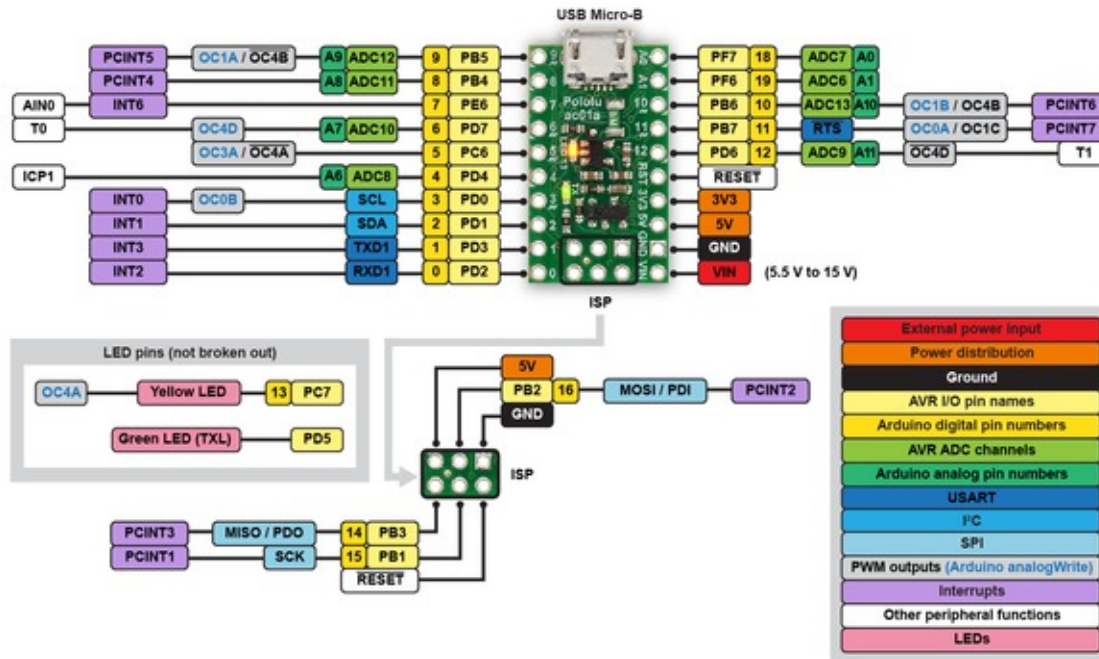 USB Micro-B
PCINT5 OC1A / OC4B A9 ADC12 9 PB5 PF7 18 ADC7 A0
PCINT4 A8 ADC11 8 PB4 PF6 19 ADC6 A1
AIN0 INT6 7 PE6 PB6 10 ADC13 A10 OC1B / OC4B PCINT6
T0 OC4D A7 ADC10 6 PD7 PB7 11 RTS OC0A / OC1C PCINT7
OC3A / OC4A 5 PC6 PD6 12 ADC9 A11 OC4D T1
ICP1 A6 ADC8 4 PD4 RESET
INT0 OC0B SCL 3 PD0 3V3
INT1 SDA 2 PD1 5V
INT3 TXD1 1 PD3 GND
INT2 RXD1 0 PD2 VIN (5.5 V to 15 V)
Pololu
ac01a
ISP
LED pins (not broken out)
OC4A Yellow LED 13 PC7
Green LED (TXL) PD5
5V
PB2 16 MOSI / PDI PCINT2
GND
ISP
PCINT3 MISO / PDO 14 PB3
PCINT1 SCK 15 PB1
RESET
External power input
Power distribution
Ground
AVR I/O pin names
Arduino digital pin numbers
AVR ADC channels
Arduino analog pin numbers
USART
I²C
SPI
PWM outputs (Arduino analogWrite)
Interrupts
Other peripheral functions
LEDs